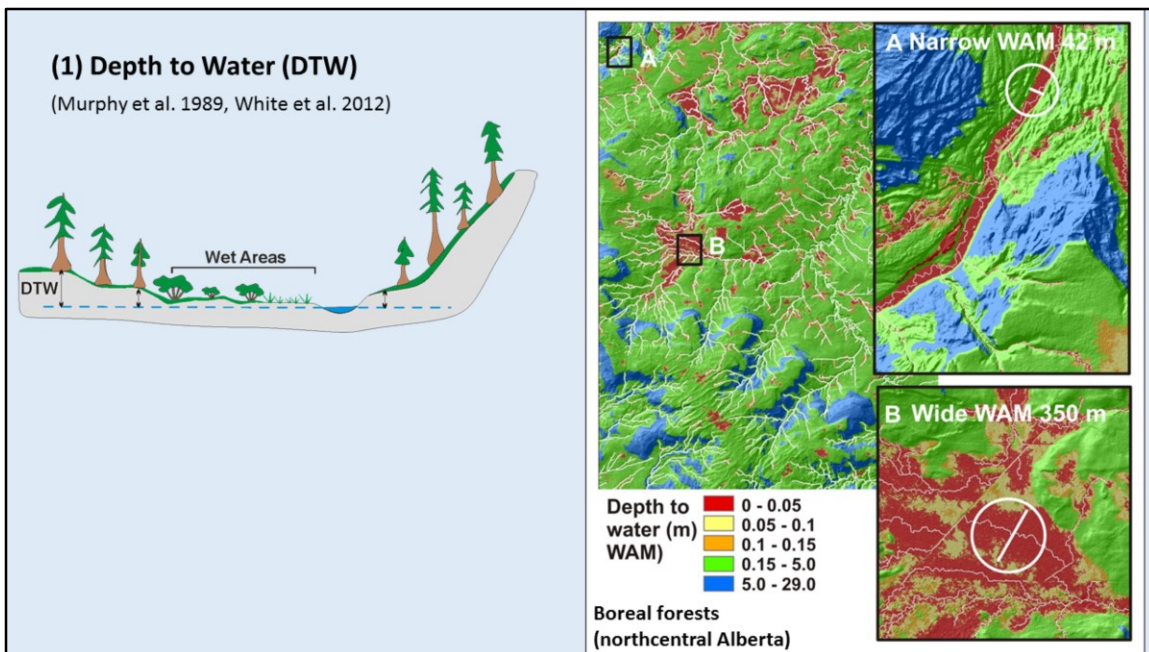 (1) Depth to Water (DTW)
(Murphy et al. 1989, White et al. 2012)
Wet Areas
DTW
A
B
A Narrow WAM 42 m
B Wide WAM 350 m
Depth to
water (m)
WAM)
0 - 0.05
0.05 - 0.1
0.1 - 0.15
0.15 - 5.0
5.0 - 29.0
Boreal forests
(northcentral Alberta)